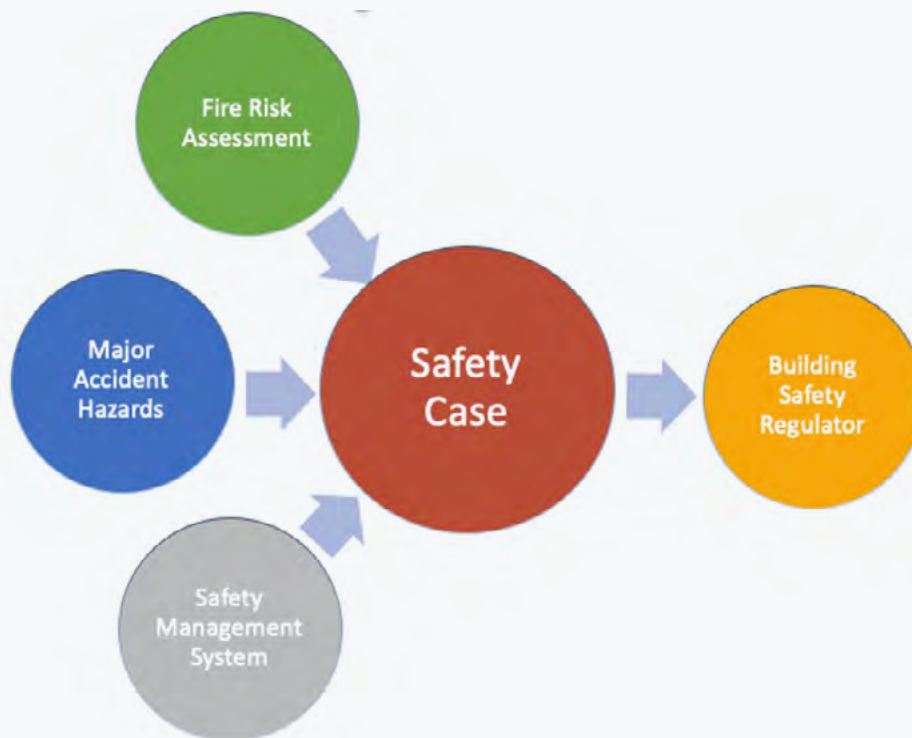 Fire Risk
Assessment
Major
Accident
Hazards
Safety
Case
Building
Safety
Regulator
Safety
Management
System